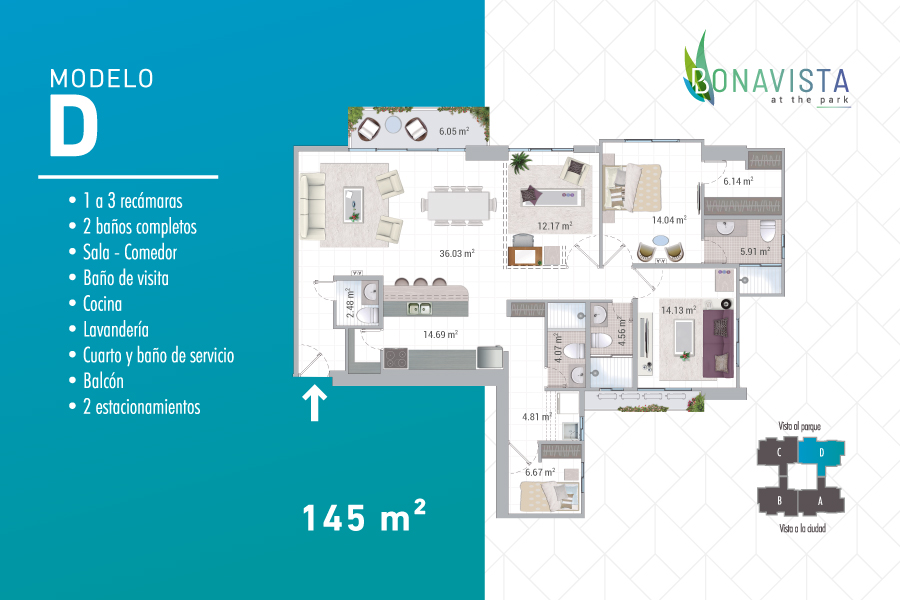 MODELO
D
• 1 a 3 recámaras
• 2 baños completos
• Sala - Comedor
• Baño de visita
• Cocina
• Lavandería
• Cuarto y baño de servicio
• Balcón
• 2 estacionamientos
145 m²
BONAVISTA
at the park
6.05 m²
6.14 m²
12.17 m²
14.04 m²
36.03 m²
5.91 m²
2.48 m²
14.69 m²
4.07 m²
4.56 m²
14.13 m²
4.81 m²
6.67 m²
Vista al parque
C
D
B
A
Vista a la ciudad